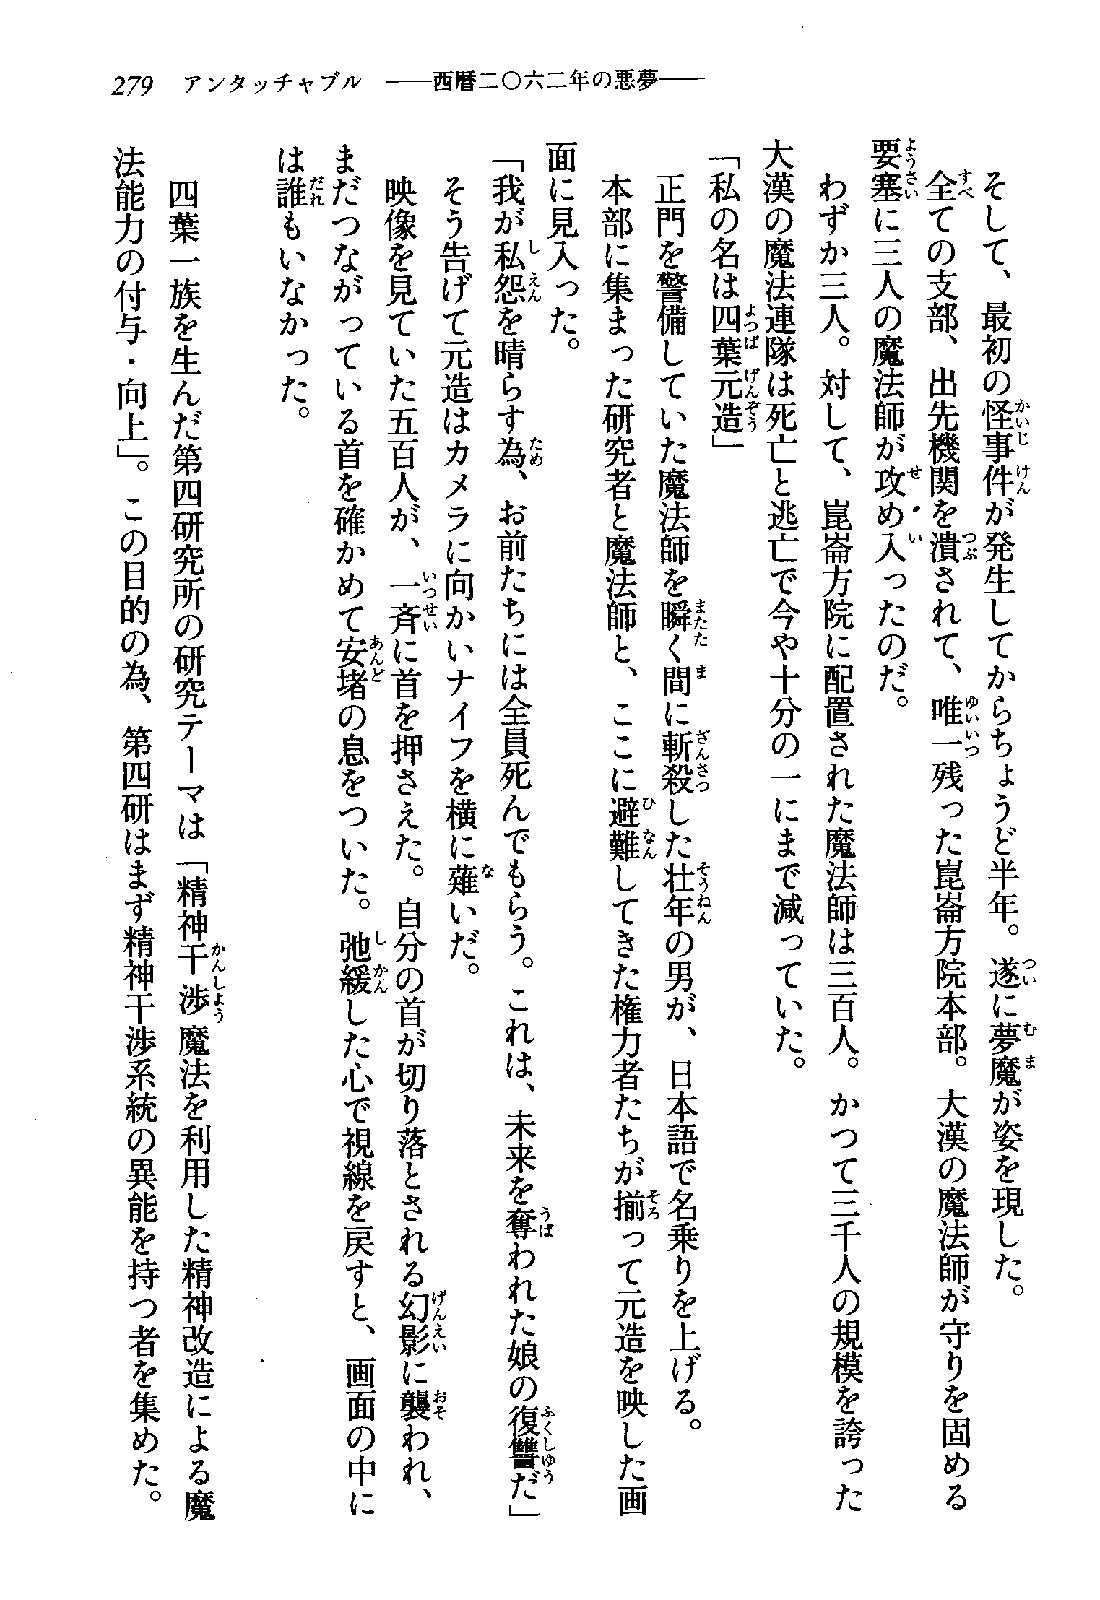 279　アンタッチャブル　――西暦二〇六二年の悪夢――
そして、最初の怪事件が発生してからちょうど半年。遂に夢魔が姿を現した。
全ての支部、出先機関を潰されて、唯一残った崑崙方院本部。大漢の魔法師が守りを固める
要塞に三人の魔法師が攻め入ったのだ。
わずか三人。対して、崑崙方院に配置された魔法師は三百人。かつて三千人の規模を誇った
大漢の魔法連隊は死亡と逃亡で今や十分の一にまで減っていた。
「私の名は四葉元造」
正門を警備していた魔法師を瞬く間に斬殺した壮年の男が、日本語で名乗りを上げる。
本部に集まった研究者と魔法師と、ここに避難してきた権力者たちが揃って元造を映した画
面に見入った。
「我が私怨を晴らす為、お前たちには全員死んでもらう。これは、未来を奪われた娘の復讐だ」
そう告げて元造はカメラに向かいナイフを横に薙いだ。
映像を見ていた五百人が、一斉に首を押さえた。自分の首が切り落とされる幻影に襲われ、
まだつながっている首を確かめて安堵の息をついた。弛緩した心で視線を戻すと、画面の中に
は誰もいなかった。
四葉一族を生んだ第四研究所の研究テーマは「精神干渉魔法を利用した精神改造による魔
法能力の付与・向上」。この目的の為、第四研はまず精神干渉系統の異能を持つ者を集めた。